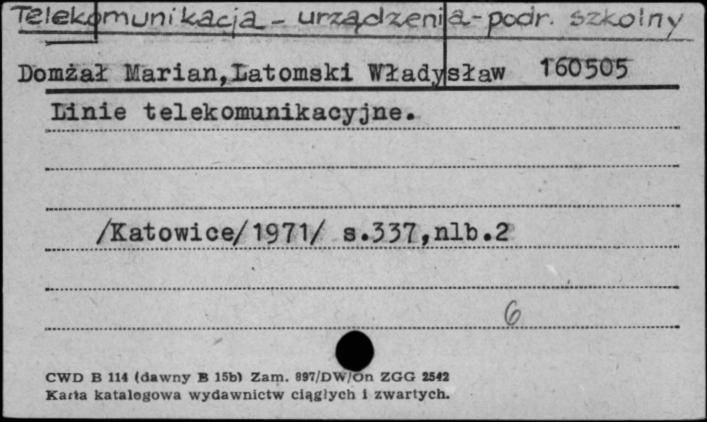 Telekomunikacja - urządzenia - podr. szkolny
Domżał Marian,Latomski Władysław 160505
Linie telekomunikacyjne.
/Katowice/1971/ s.337,nlb.2
6
CWD B 114 (dawny B 15b) Zam. 897/DW/On ZGG 2542
Karta katalogowa wydawnictw ciągłych i zwartych.